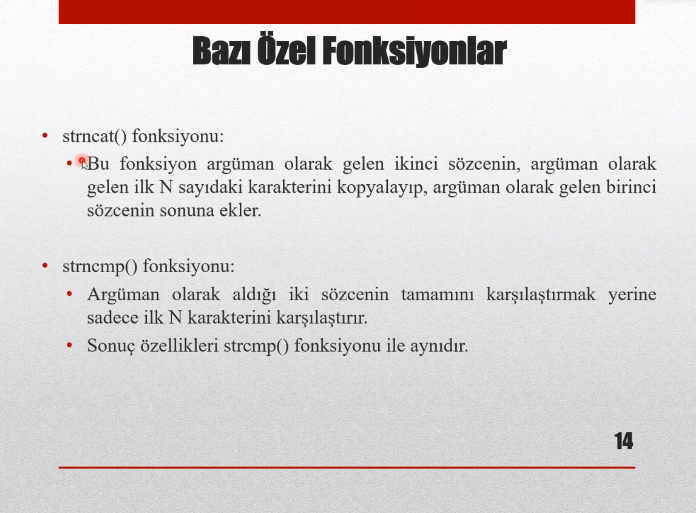 Bazı Özel Fonksiyonlar
• strncat() fonksiyonu:
• Bu fonksiyon argüman olarak gelen ikinci sözcenin, argüman olarak
gelen ilk N sayıdaki karakterini kopyalayıp, argüman olarak gelen birinci
sözcenin sonuna ekler.
• strncmp() fonksiyonu:
• Argüman olarak aldığı iki sözcenin tamamını karşılaştırmak yerine
sadece ilk N karakterini karşılaştırır.
• Sonuç özellikleri strcmp() fonksiyonu ile aynıdır.
14